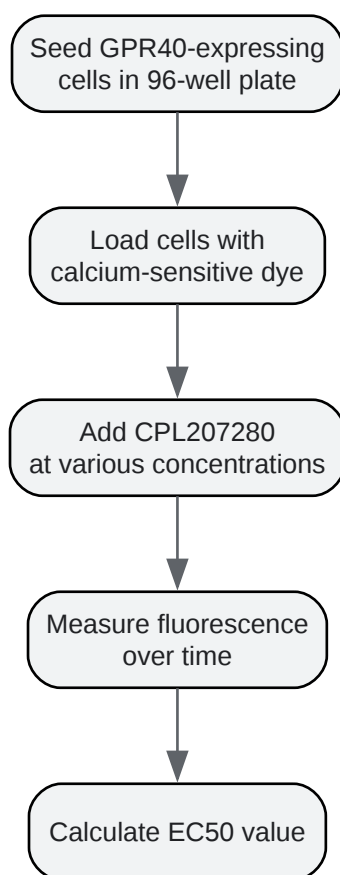 Seed GPR40-expressing
cells in 96-well plate
Load cells with
calcium-sensitive dye
Add CPL207280
at various concentrations
Measure fluorescence
over time
Calculate EC50 value